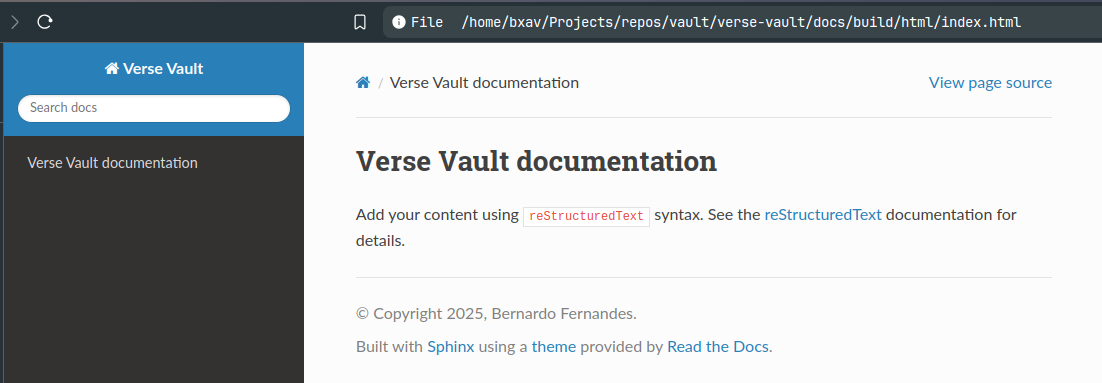 File /home/bxav/Projects/repos/vault/verse-vault/docs/build/html/index.html
Verse Vault
Search docs
Verse Vault documentation
/ Verse Vault documentation
View page source
Verse Vault documentation
Add your content using reStructuredText syntax. See the reStructuredText documentation for
details.
© Copyright 2025, Bernardo Fernandes.
Built with Sphinx using a theme provided by Read the Docs.